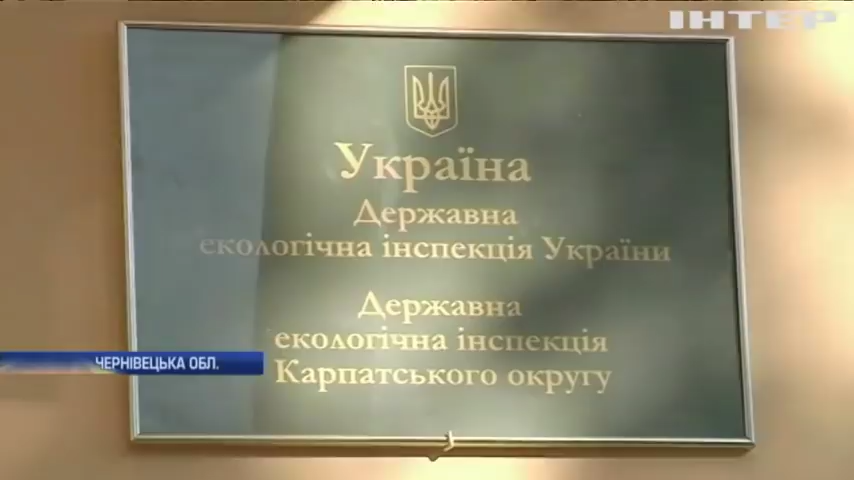 ІНТЕР
Україна
Державна
екологічна інспекція України
Державна
екологічна інспекція
Карпатського округу
ЧЕРНІВЕЦЬКА ОБЛ.